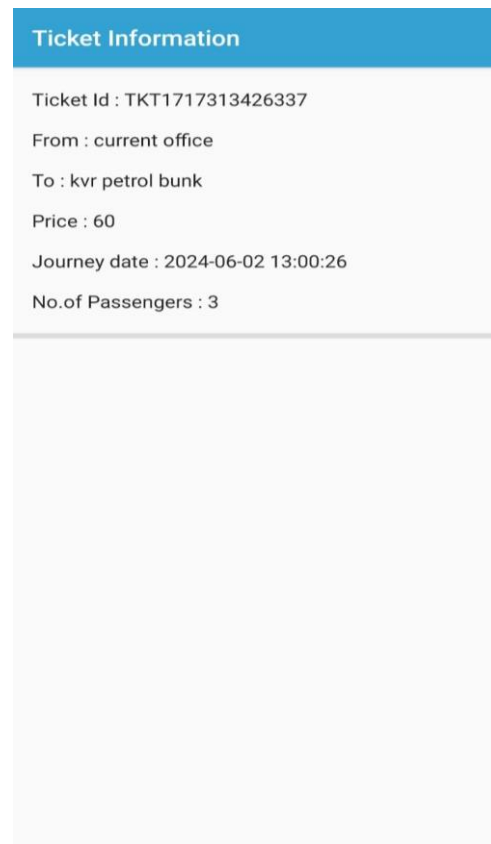 Ticket Information
Ticket Id : TKT1717313426337
From : current office
To : kvr petrol bunk
Price : 60
Journey date : 2024-06-02 13:00:26
No.of Passengers : 3